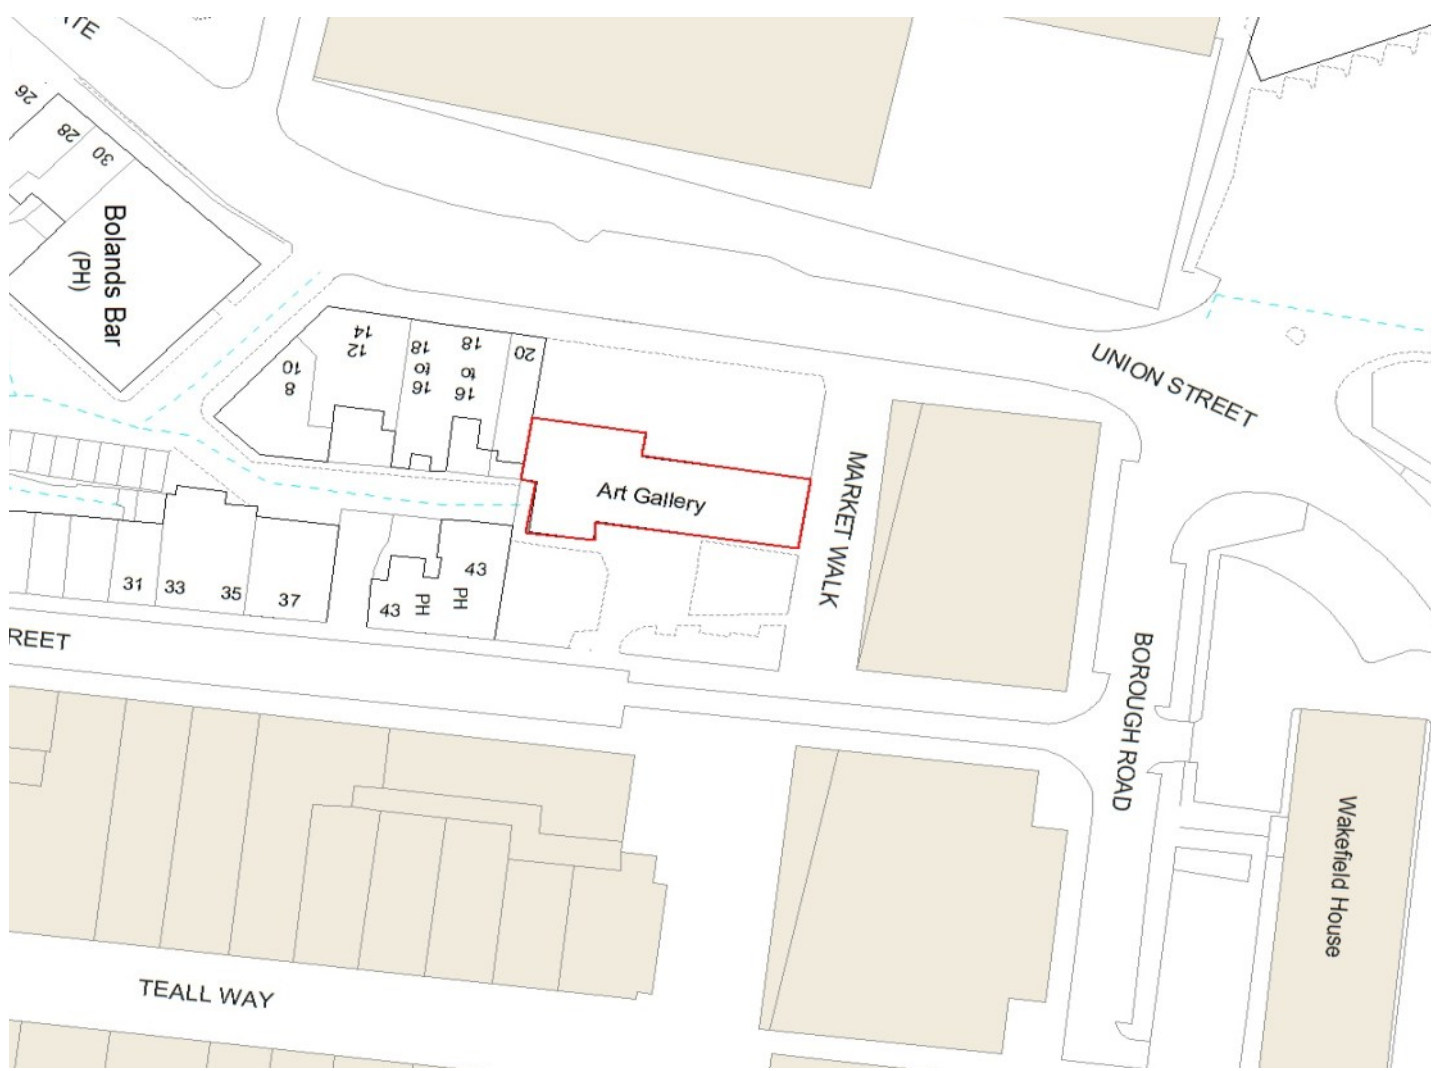 ATE
26
28
30
Bolands Bar
(PH)
14
12
10
8
18
to
16
18
to
16
20
UNION STREET
Art Gallery
MARKET WALK
31
33
35
37
43
PH
43
PH
REET
BOROUGH ROAD
Wakefield House
TEALL WAY